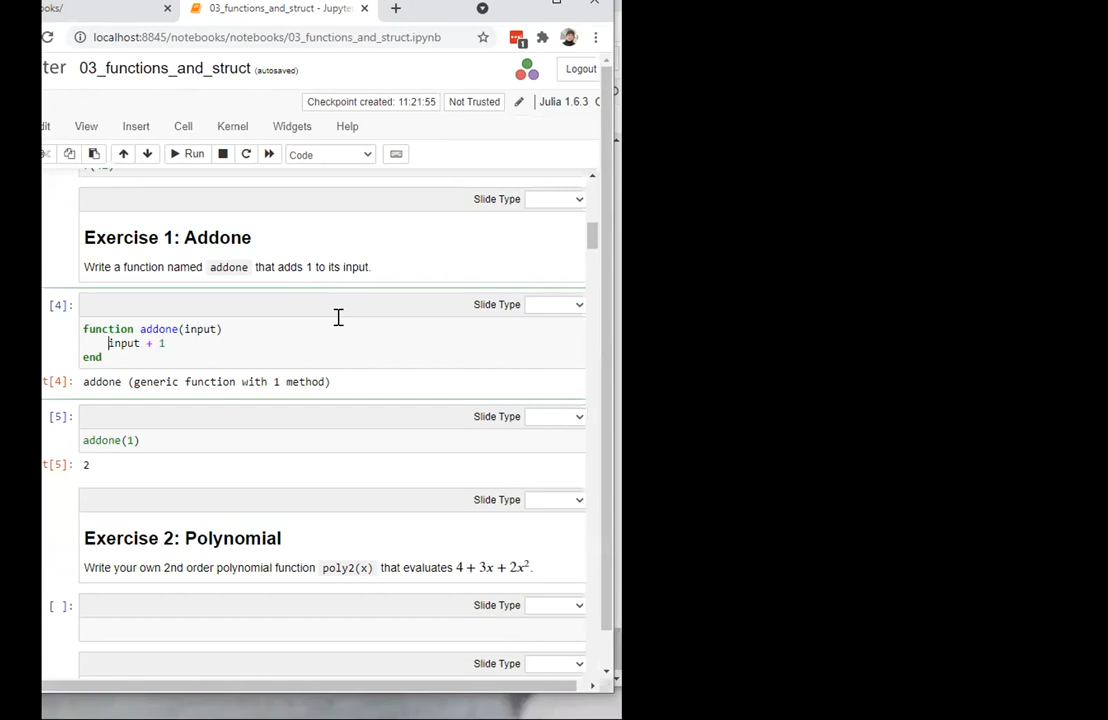 ks/
03_functions_and_struct - Jupyte
localhost:8845/notebooks/notebooks/03_functions_and_struct.ipynb
1
ter 03_functions_and_struct (autosaved)
Logout
Checkpoint created: 11:21:55
Not Trusted
Julia 1.6.3
dit View Insert Cell Kernel Widgets Help
Run
Code
Slide Type
Exercise 1: Addone
Write a function named addone that adds 1 to its input.
[4]:
Slide Type
function addone(input)
input + 1
end
t[4]: addone (generic function with 1 method)
[5]:
Slide Type
addone(1)
t[5]: 2
Slide Type
Exercise 2: Polynomial
Write your own 2nd order polynomial function poly2(x) that evaluates 4 + 3x + 2x².
[ ]:
Slide Type
Slide Type